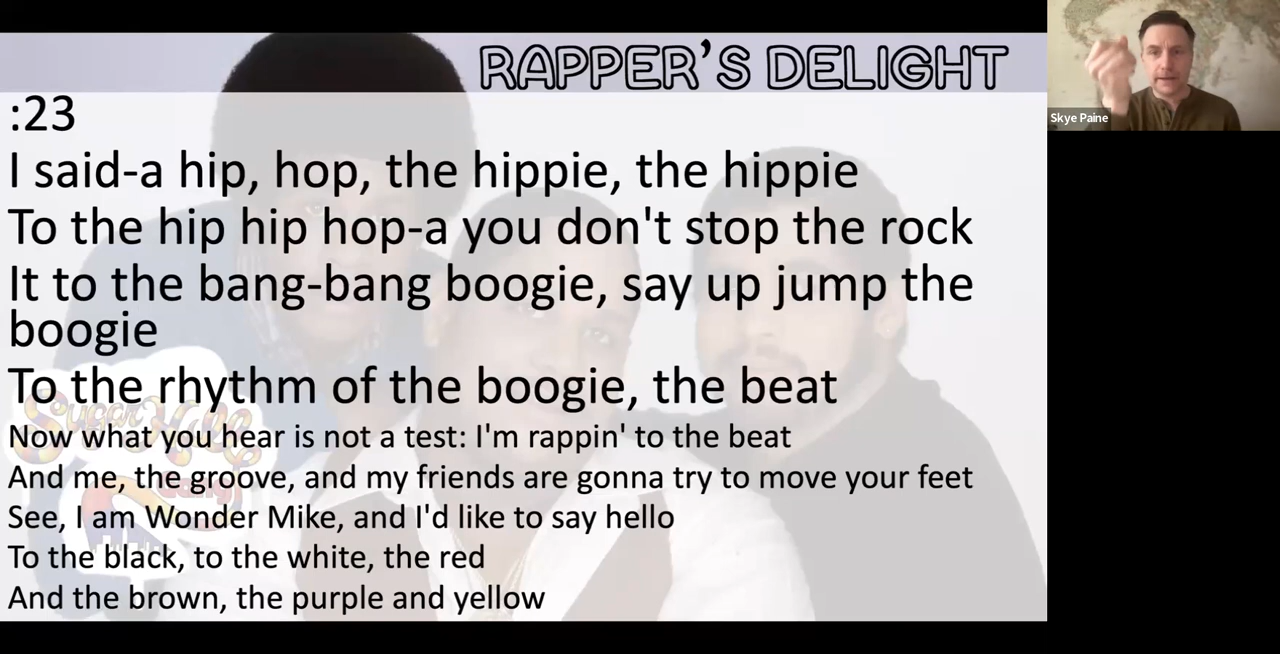 RAPPER'S DELIGHT
:23
I said-a hip, hop, the hippie, the hippie
To the hip hip hop-a you don't stop the rock
It to the bang-bang boogie, say up jump the
boogie
To the rhythm of the boogie, the beat
Now what you hear is not a test: I'm rappin' to the beat
And me, the groove, and my friends are gonna try to move your feet
See, I am Wonder Mike, and I'd like to say hello
To the black, to the white, the red
And the brown, the purple and yellow
Skye Paine